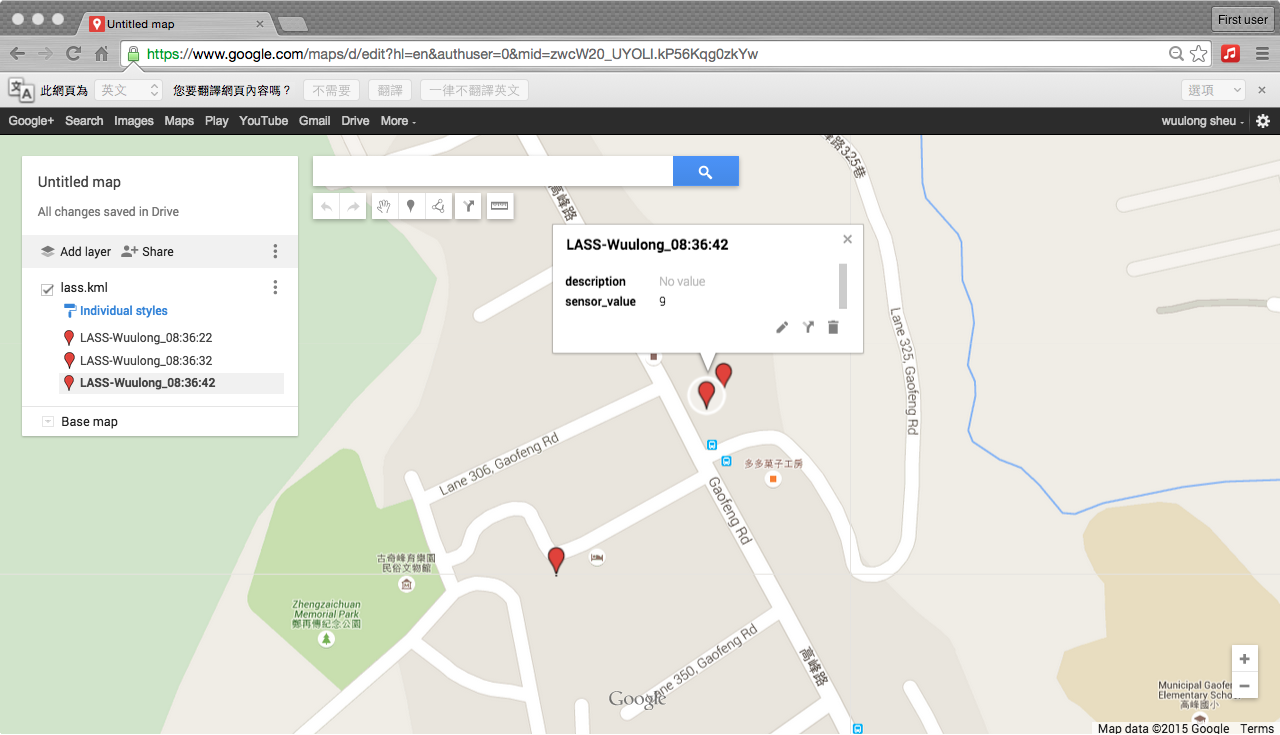 Untitled map
First user
https://www.google.com/maps/d/edit?hl=en&authuser=0&mid=zwcW20_UYOLI.kP56Kqg0zkYw
此網頁為 英文 您要翻譯網頁內容嗎？ 不需要 翻譯 一律不翻譯英文 選項
Google+ Search Images Maps Play YouTube Gmail Drive More
wuulong sheu
Untitled map
All changes saved in Drive
Add layer Share
lass.kml
Individual styles
LASS-Wuulong_08:36:22
LASS-Wuulong_08:36:32
LASS-Wuulong_08:36:42
Base map
高峰路
高峰路325巷
LASS-Wuulong_08:36:42
description No value
sensor_value 9
Lane 325, Gaofeng Rd
Lane 306, Gaofeng Rd
多多菓子工房
Gaofeng Rd
古奇峰育樂園
民俗文物館
Zhengzaichuan
Memorial Park
鄭再傳紀念公園
Lane 350, Gaofeng Rd
高峰路
Google
Municipal Gaofe
Elementary Schoo
高峰國小
Map data ©2015 Google Terms